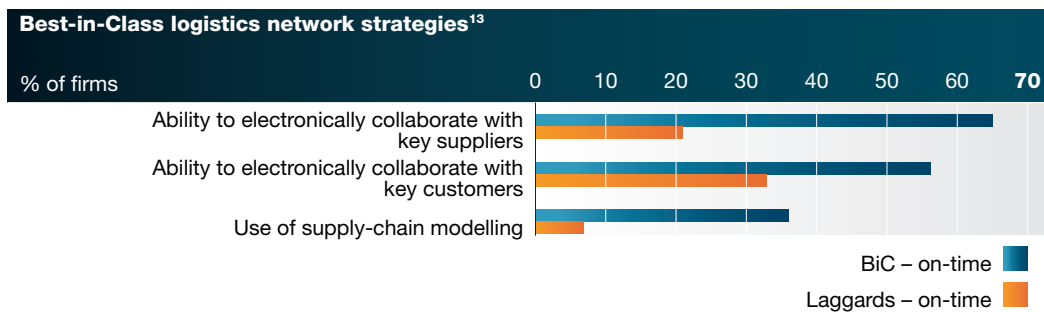 Best-in-Class logistics network strategies¹³
% of firms 0 10 20 30 40 50 60 70
Ability to electronically collaborate with
key suppliers
Ability to electronically collaborate with
key customers
Use of supply-chain modelling
BiC – on-time
Laggards – on-time